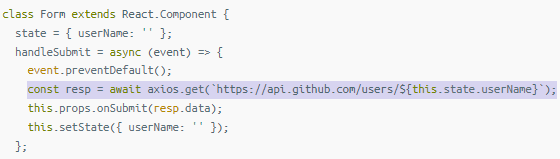 class Form extends React.Component {
  state = { userName: '' };
  handleSubmit = async (event) => {
    event.preventDefault();
    const resp = await axios.get(`https://api.github.com/users/${this.state.userName}`);
    this.props.onSubmit(resp.data);
    this.setState({ userName: '' });
  };